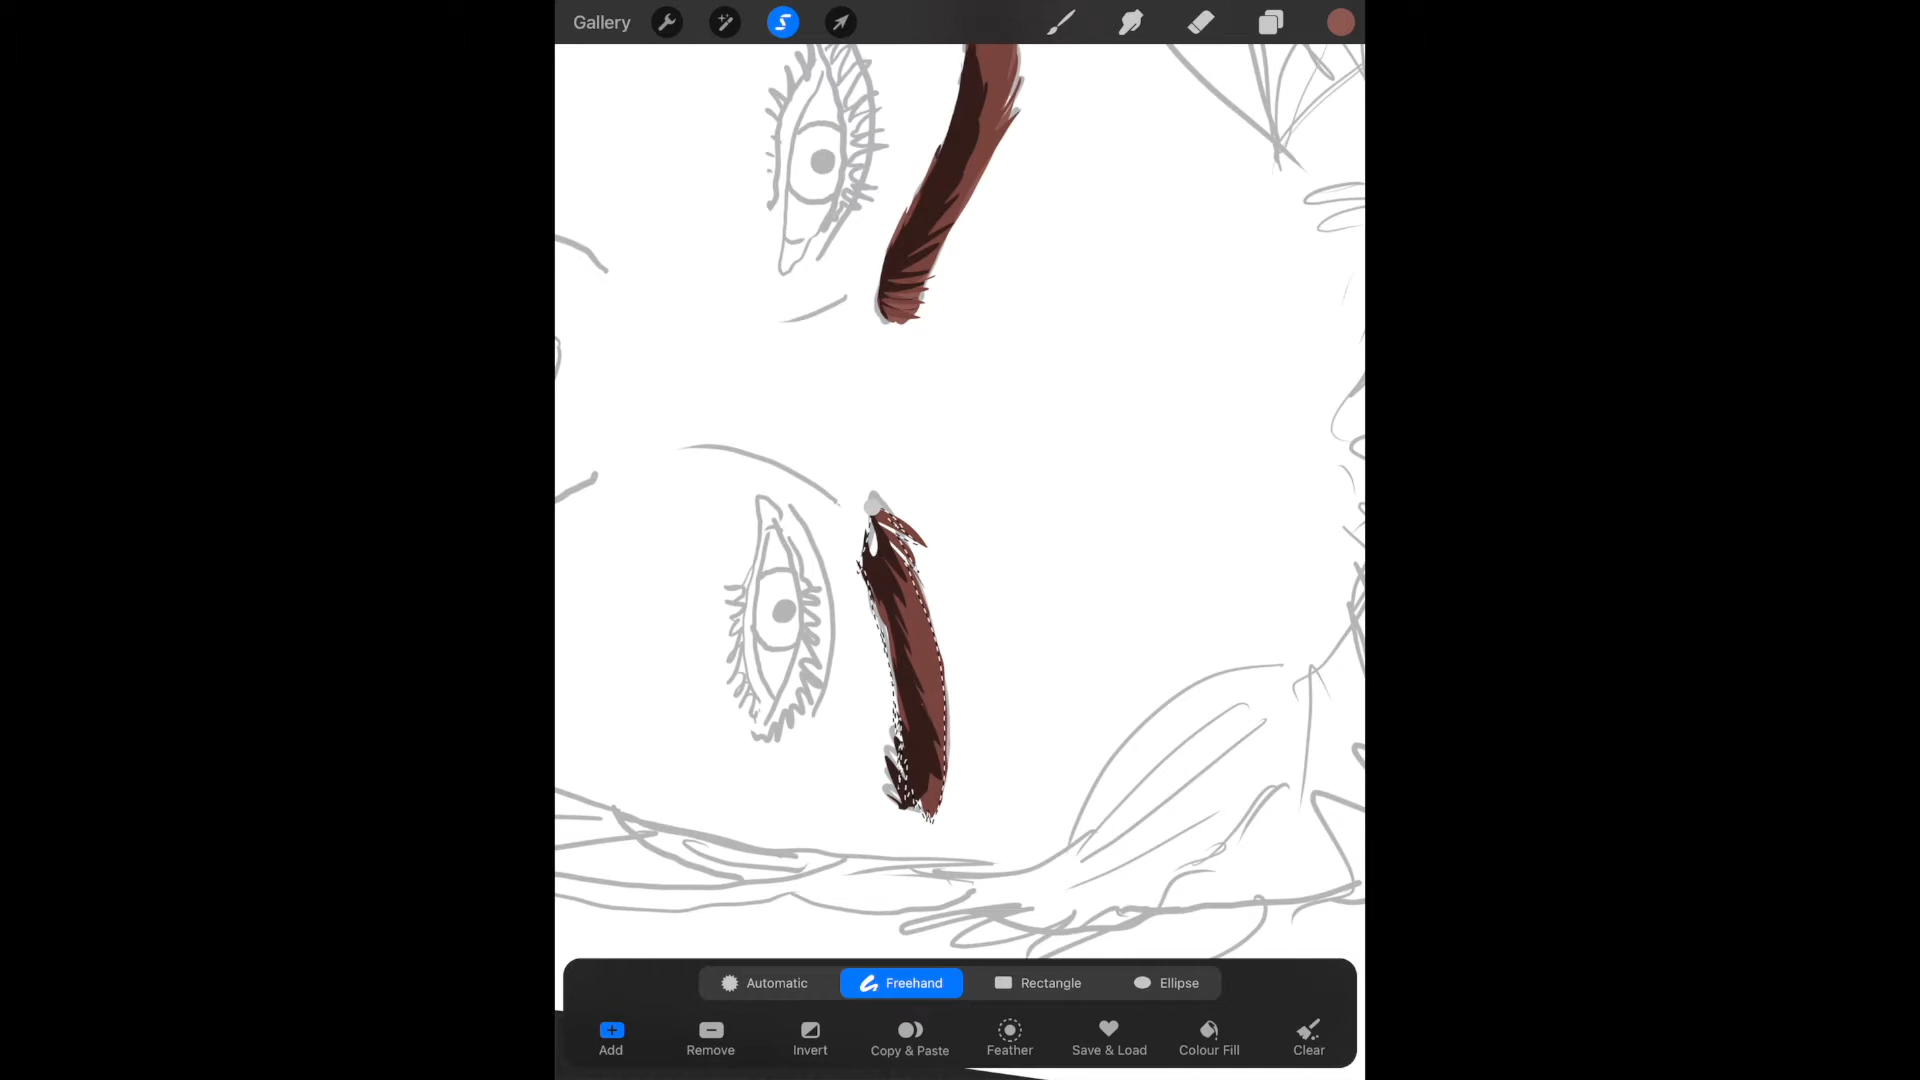 Gallery
Automatic Freehand Rectangle Ellipse
Add Remove Invert Copy & Paste Feather Save & Load Colour Fill Clear